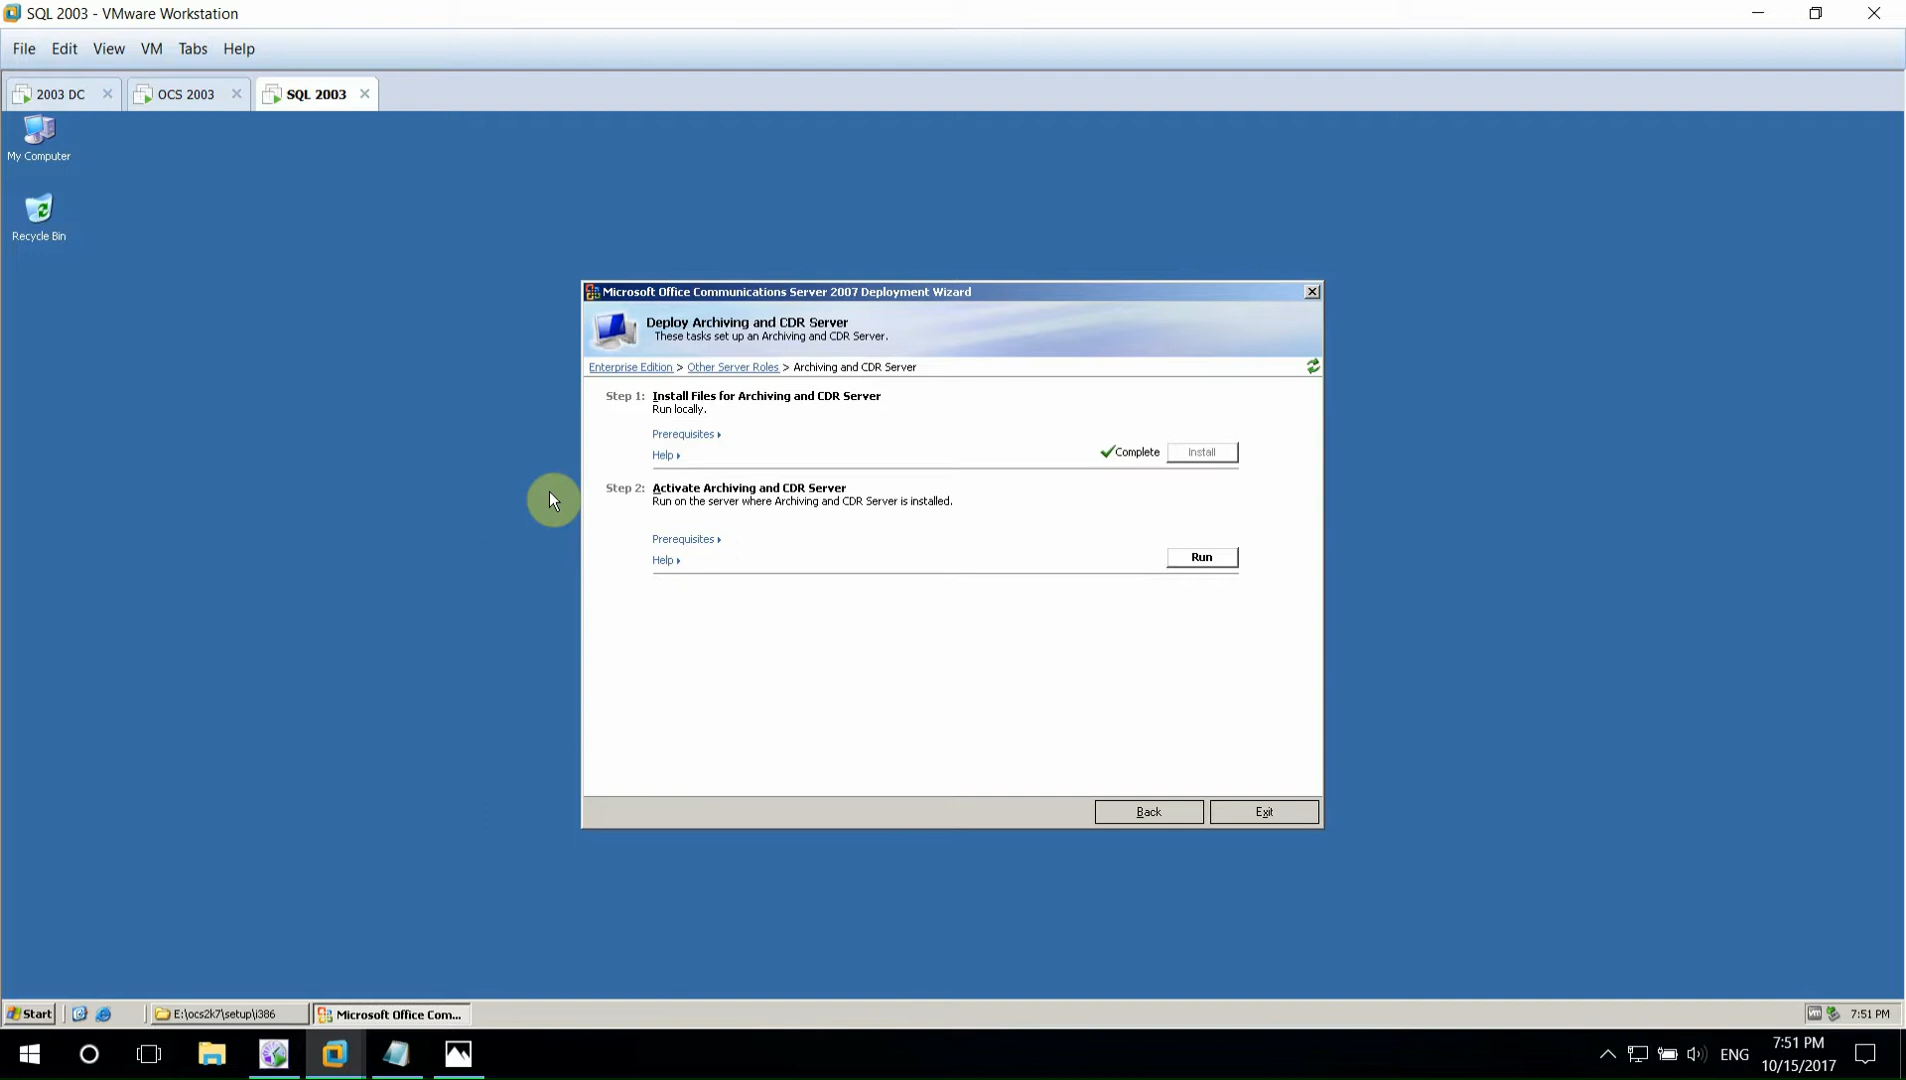 SQL 2003 - VMware Workstation
File Edit View VM Tabs Help
2003 DC OCS 2003 SQL 2003
My Computer
Recycle Bin
Microsoft Office Communications Server 2007 Deployment Wizard
Deploy Archiving and CDR Server
These tasks set up an Archiving and CDR Server.
Enterprise Edition > Other Server Roles > Archiving and CDR Server
Step 1: Install Files for Archiving and CDR Server
Run locally.
Prerequisites
Complete Install
Help
Step 2: Activate Archiving and CDR Server
Run on the server where Archiving and CDR Server is installed.
Prerequisites
Run
Help
Back Exit
Start E:\ocs2k7\setup\i386 Microsoft Office Com... vm 7:51 PM
ENG
7:51 PM
10/15/2017